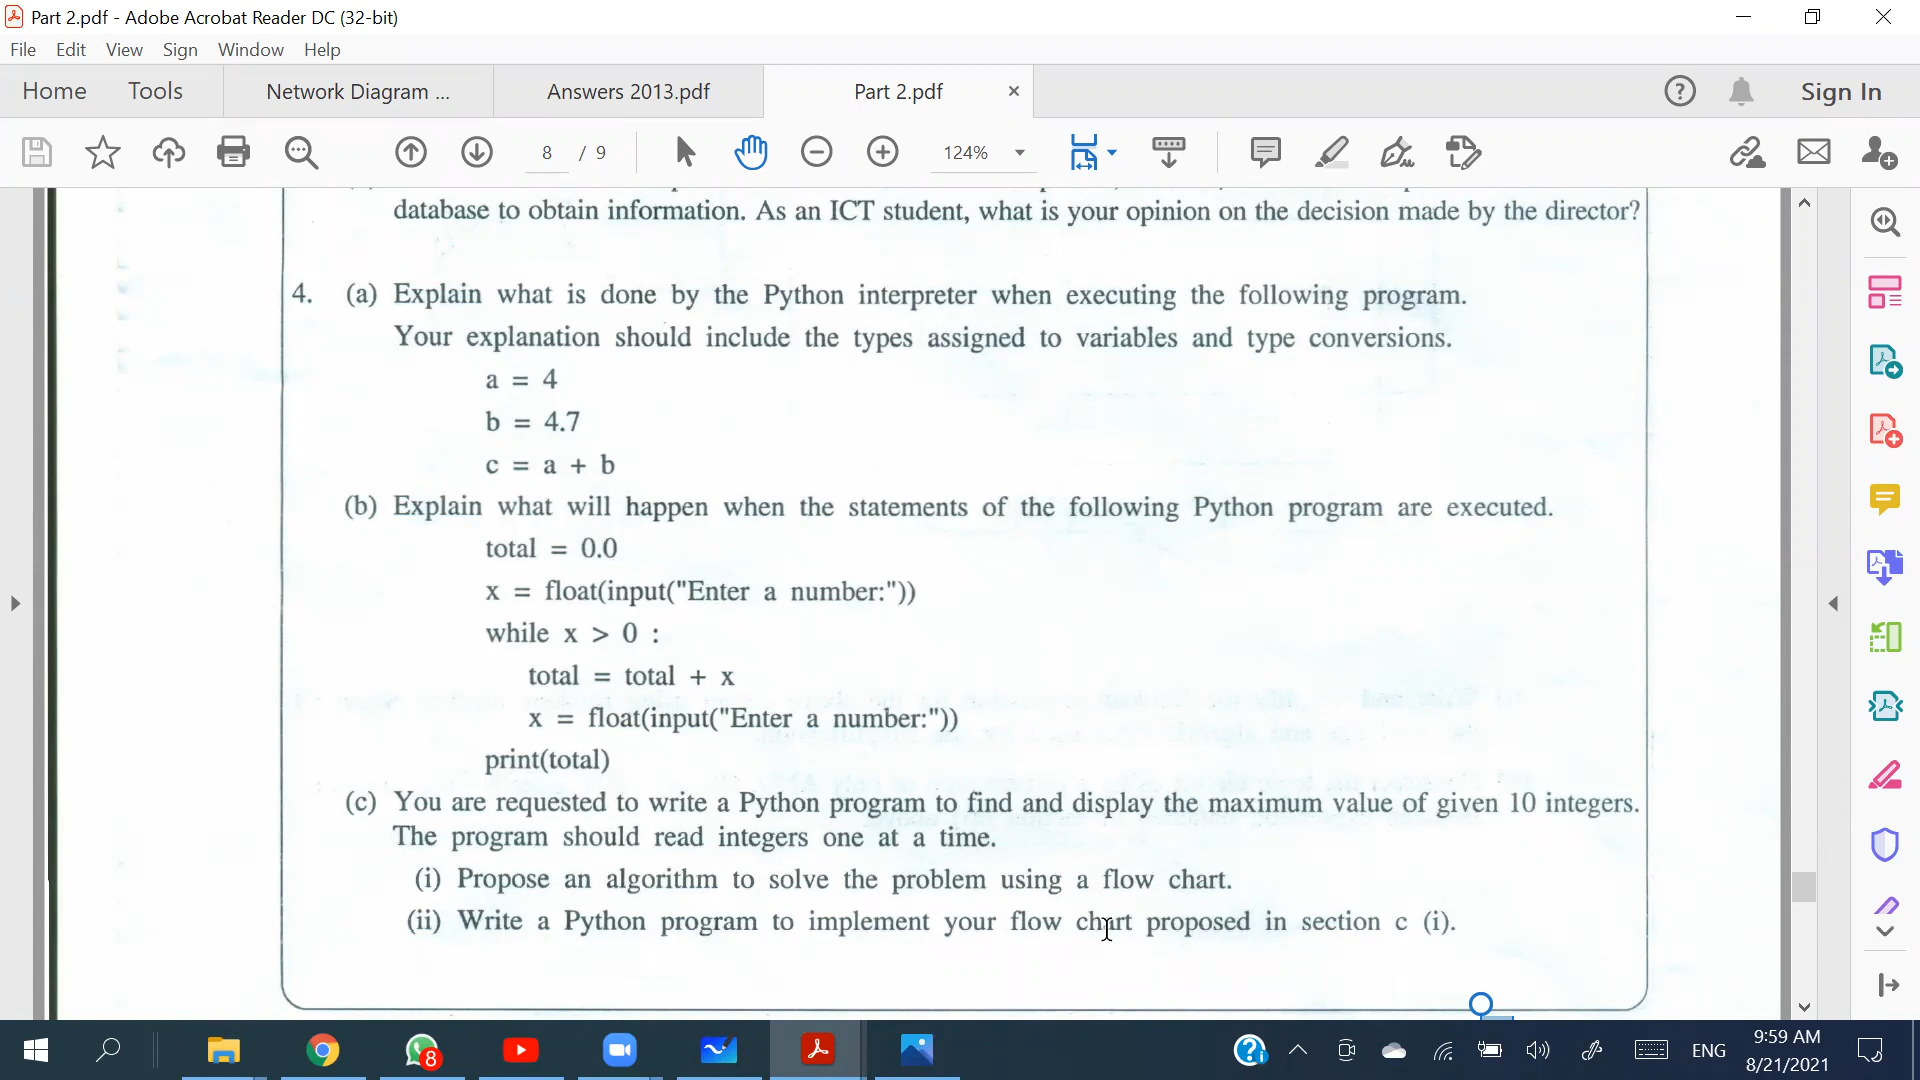 Part 2.pdf - Adobe Acrobat Reader DC (32-bit)
File Edit View Sign Window Help
Home Tools Network Diagram ... Answers 2013.pdf Part 2.pdf × Sign In
8 / 9 124%
database to obtain information. As an ICT student, what is your opinion on the decision made by the director?
4. (a) Explain what is done by the Python interpreter when executing the following program.
Your explanation should include the types assigned to variables and type conversions.
a = 4
b = 4.7
c = a + b
(b) Explain what will happen when the statements of the following Python program are executed.
total = 0.0
x = float(input("Enter a number:"))
while x > 0 :
total = total + x
x = float(input("Enter a number:"))
print(total)
(c) You are requested to write a Python program to find and display the maximum value of given 10 integers.
The program should read integers one at a time.
(i) Propose an algorithm to solve the problem using a flow chart.
(ii) Write a Python program to implement your flow chart proposed in section c (i).
8 ENG 9:59 AM
8/21/2021